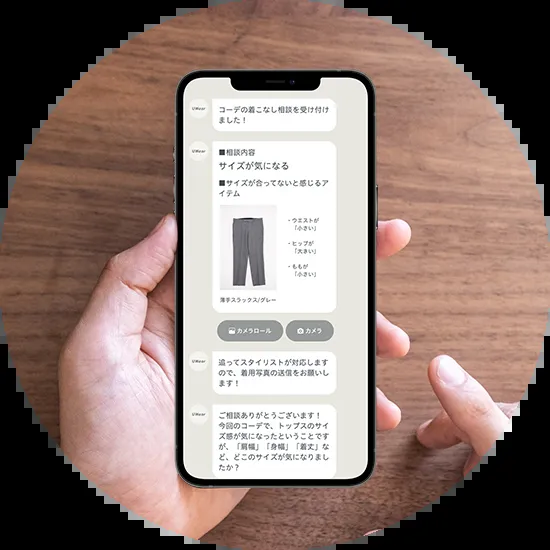 UWear
コーデの着こなし相談を受け付け
ました！
UWear
■相談内容
サイズが気になる
■サイズが合ってないと感じるア
イテム
・ウエストが
「小さい」
・ヒップが
「大きい」
・ももが
「小さい」
薄手スラックス/グレー
カメラロール
カメラ
UWear
追ってスタイリストが対応します
ので、着用写真の送信をお願いし
ます！
UWear
ご相談ありがとうございます！
今回のコーデで、トップスのサイ
ズ感が気になったということです
が、「肩幅」「身幅」「着丈」な
ど、どこのサイズが気になりまし
たか？